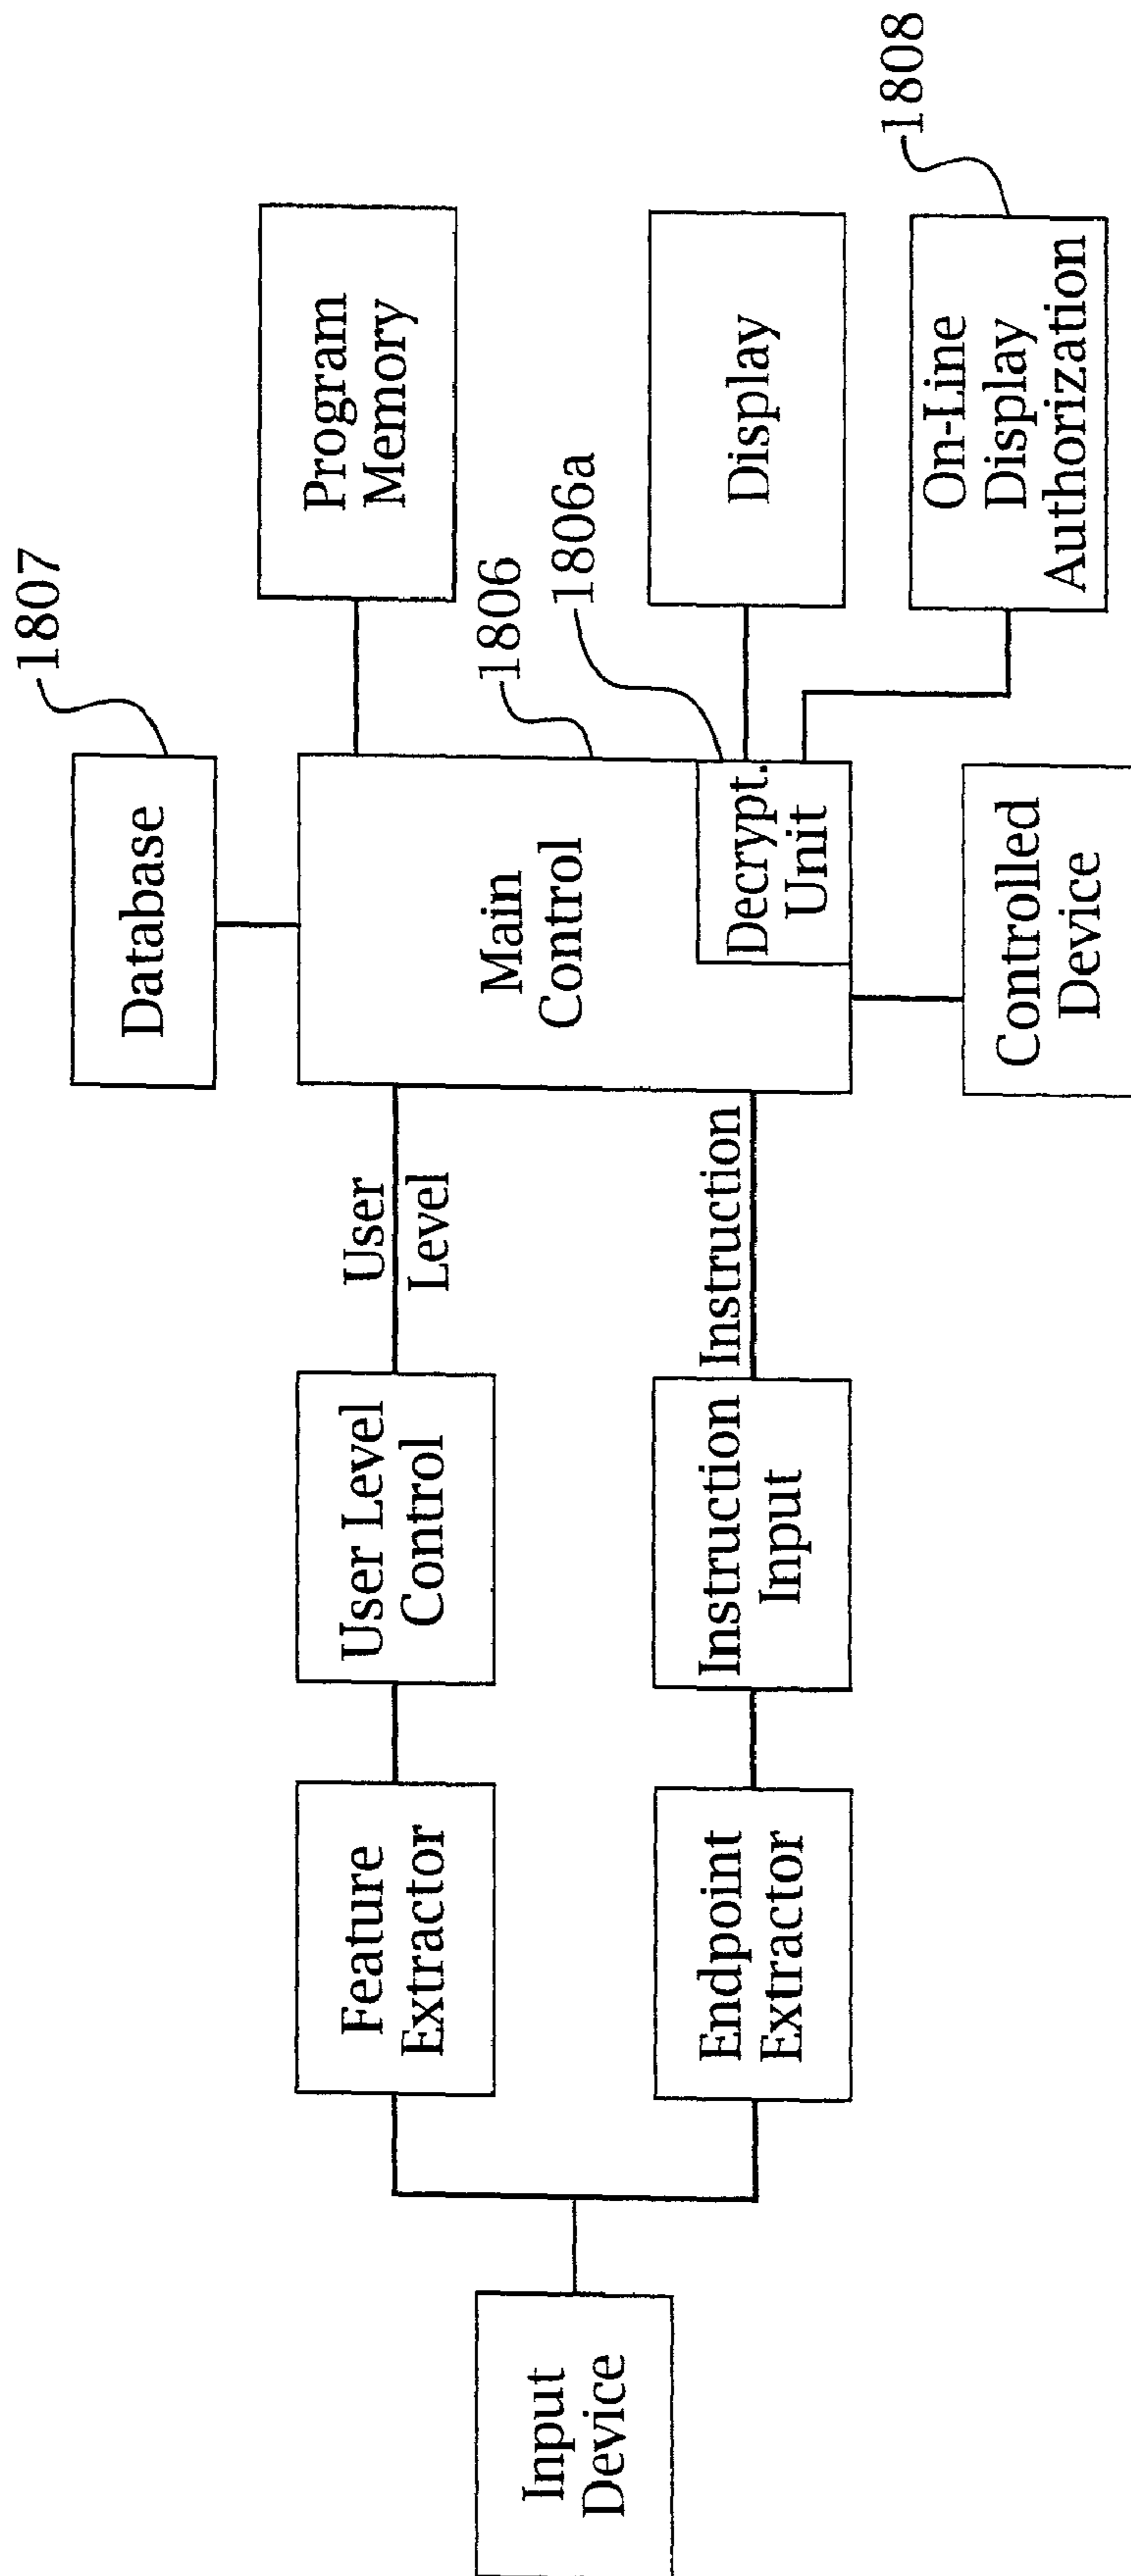 Input
Device
Feature
Extractor
Endpoint
Extractor
User Level
Control
Instruction
Input
User
Level
Instruction
1807
Database
Main
Control
1806
1806a
Decrypt.
Unit
Controlled
Device
Program
Memory
Display
On-Line
Display
Authorization
1808